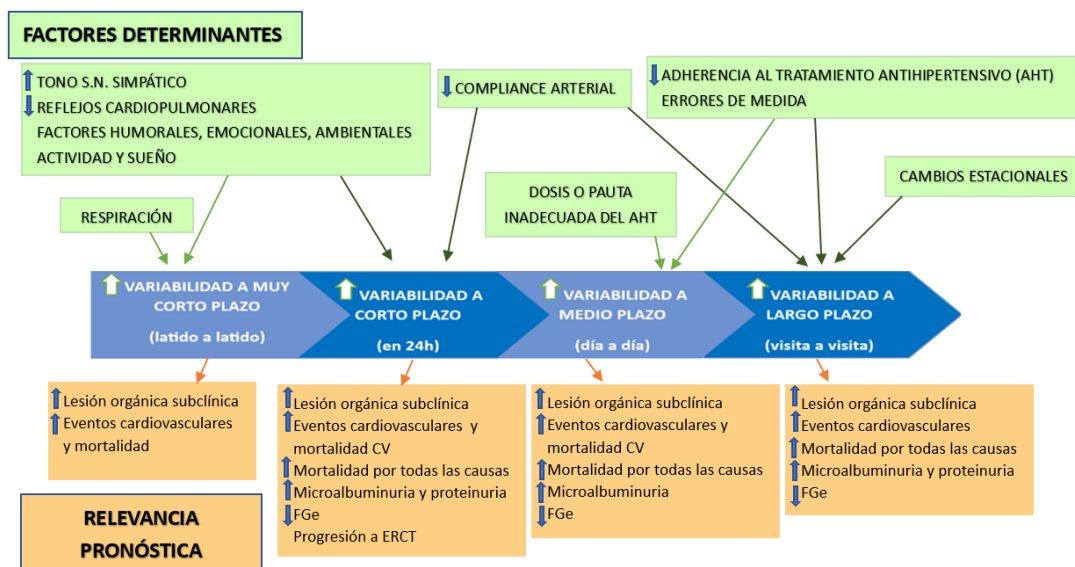 FACTORES DETERMINANTES
TONO S.N. SIMPÁTICO
REFLEJOS CARDIOPULMONARES
FACTORES HUMORALES, EMOCIONALES, AMBIENTALES
ACTIVIDAD Y SUEÑO
COMPLIANCE ARTERIAL
ADHERENCIA AL TRATAMIENTO ANTIHIPERTENSIVO (AHT)
ERRORES DE MEDIDA
RESPIRACIÓN
DOSIS O PAUTA
INADECUADA DEL AHT
CAMBIOS ESTACIONALES
VARIABILIDAD A MUY
CORTO PLAZO
(latido a latido)
VARIABILIDAD A
CORTO PLAZO
(en 24h)
VARIABILIDAD A
MEDIO PLAZO
(día a día)
VARIABILIDAD A
LARGO PLAZO
(visita a visita)
Lesión orgánica subclínica
Eventos cardiovasculares
y mortalidad
Lesión orgánica subclínica
Eventos cardiovasculares y
mortalidad CV
Mortalidad por todas las causas
Microalbuminuria y proteinuria
FGe
Progresión a ERCT
Lesión orgánica subclínica
Eventos cardiovasculares y
mortalidad CV
Mortalidad por todas las causas
Microalbuminuria
FGe
Lesión orgánica subclínica
Eventos cardiovasculares
Mortalidad por todas las causas
Microalbuminuria y proteinuria
FGe
RELEVANCIA
PRONÓSTICA